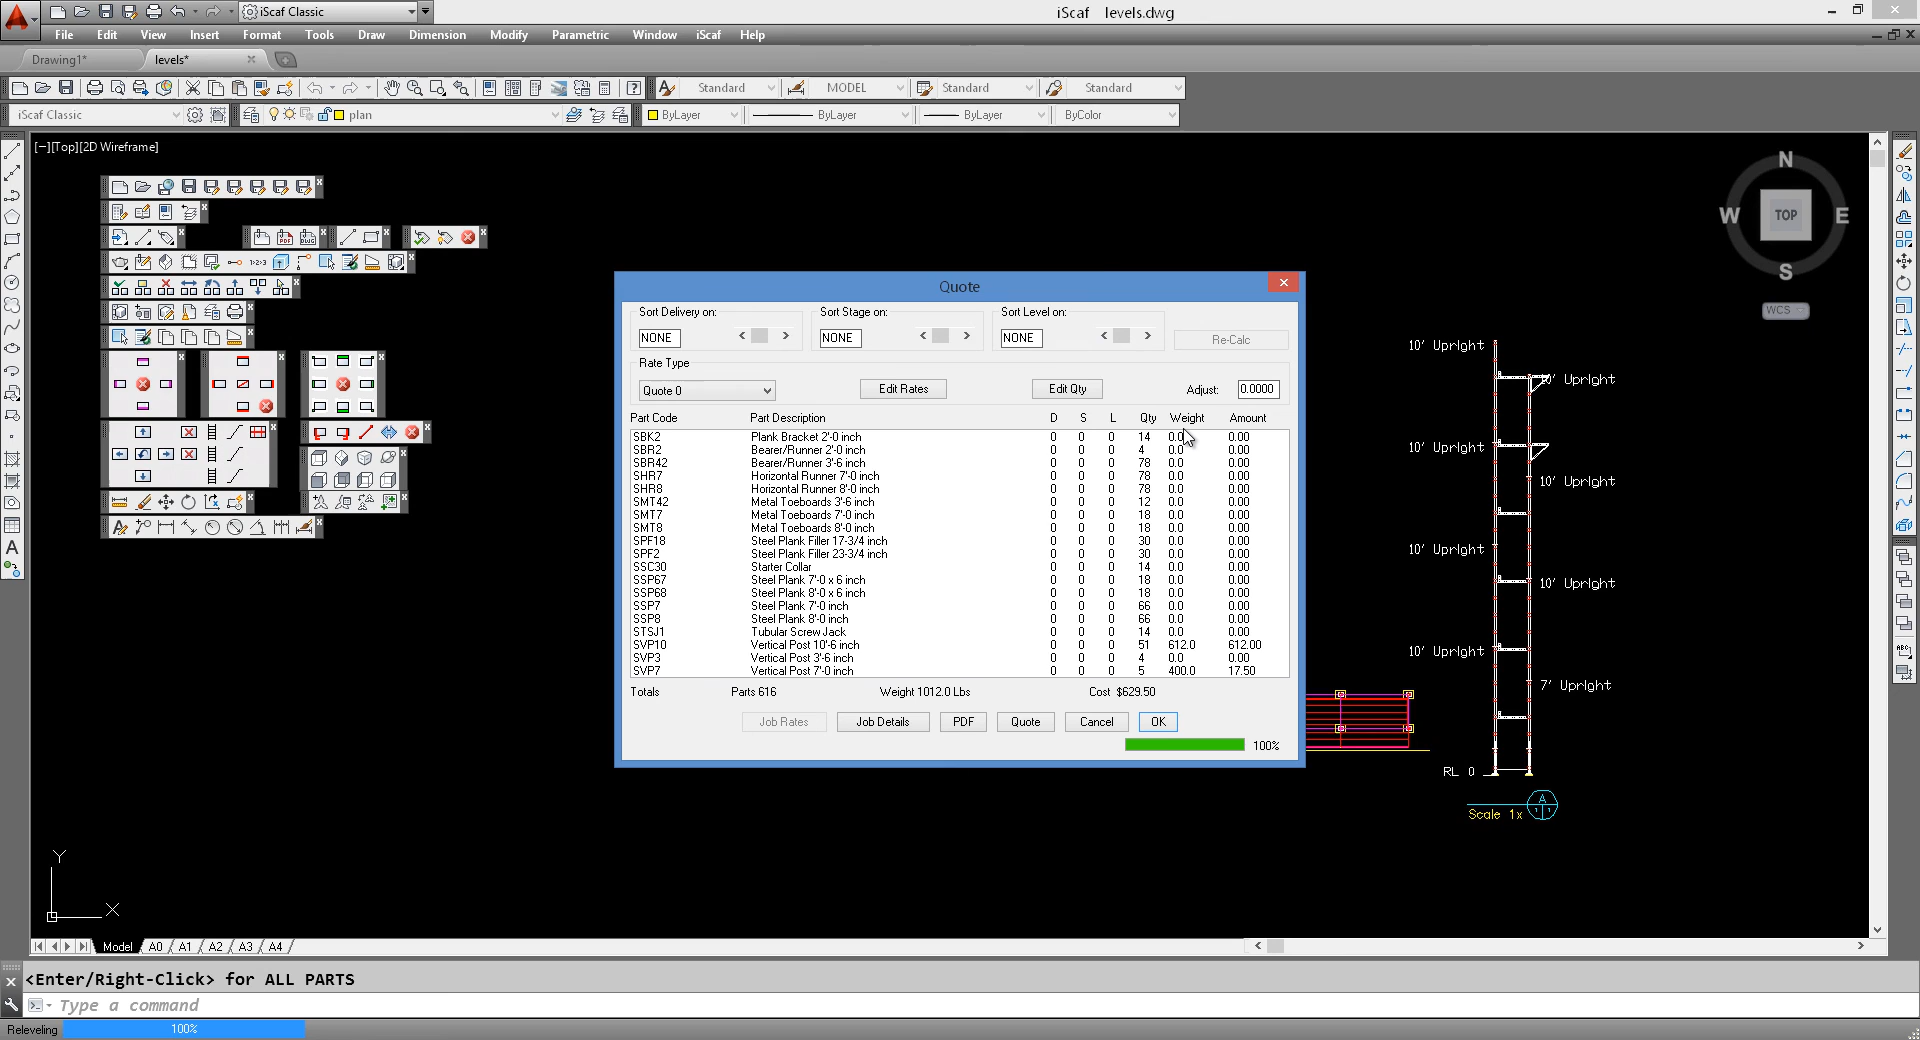 iScaf Classic
iScaf levels.dwg
File Edit View Insert Format Tools Draw Dimension Modify Parametric Window iScaf Help
Drawing1* levels*
Standard MODEL Standard Standard
iScaf Classic plan ByLayer ByLayer ByLayer ByColor
[−][Top][2D Wireframe]
N
W TOP E
S
WCS
Quote
Sort Delivery on: Sort Stage on: Sort Level on:
NONE NONE NONE Re-Calc
Rate Type
Quote 0 Edit Rates Edit Qty Adjust: 0.0000
Part Code Part Description D S L Qty Weight Amount
SBK2 Plank Bracket 2'-0 inch 0 0 0 14 0.0 0.00
SBR2 Bearer/Runner 2'-0 inch 0 0 0 4 0.0 0.00
SBR42 Bearer/Runner 3'-6 inch 0 0 0 78 0.0 0.00
SHR7 Horizontal Runner 7'-0 inch 0 0 0 78 0.0 0.00
SHR8 Horizontal Runner 8'-0 inch 0 0 0 78 0.0 0.00
SMT42 Metal Toeboards 3'-6 inch 0 0 0 12 0.0 0.00
SMT7 Metal Toeboards 7'-0 inch 0 0 0 18 0.0 0.00
SMT8 Metal Toeboards 8'-0 inch 0 0 0 18 0.0 0.00
SPF18 Steel Plank Filler 17-3/4 inch 0 0 0 30 0.0 0.00
SPF2 Steel Plank Filler 23-3/4 inch 0 0 0 30 0.0 0.00
SSC30 Starter Collar 0 0 0 14 0.0 0.00
SSP67 Steel Plank 7'-0 x 6 inch 0 0 0 18 0.0 0.00
SSP68 Steel Plank 8'-0 x 6 inch 0 0 0 18 0.0 0.00
SSP7 Steel Plank 7'-0 inch 0 0 0 66 0.0 0.00
SSP8 Steel Plank 8'-0 inch 0 0 0 66 0.0 0.00
STSJ1 Tubular Screw Jack 0 0 0 14 0.0 0.00
SVP10 Vertical Post 10'-6 inch 0 0 0 51 612.0 612.00
SVP3 Vertical Post 3'-6 inch 0 0 0 4 0.0 0.00
SVP7 Vertical Post 7'-0 inch 0 0 0 5 400.0 17.50
Totals Parts 616 Weight 1012.0 Lbs Cost $629.50
Job Rates Job Details PDF Quote Cancel OK
100%
10' Upright
Upright
10' Upright
10' Upright
10' Upright
10' Upright
10' Upright
7' Upright
RL 0
A
Scale 1x
1 1
Y
X
Model A0 A1 A2 A3 A4
<Enter/Right-Click> for ALL PARTS
Type a command
Releveling 100%